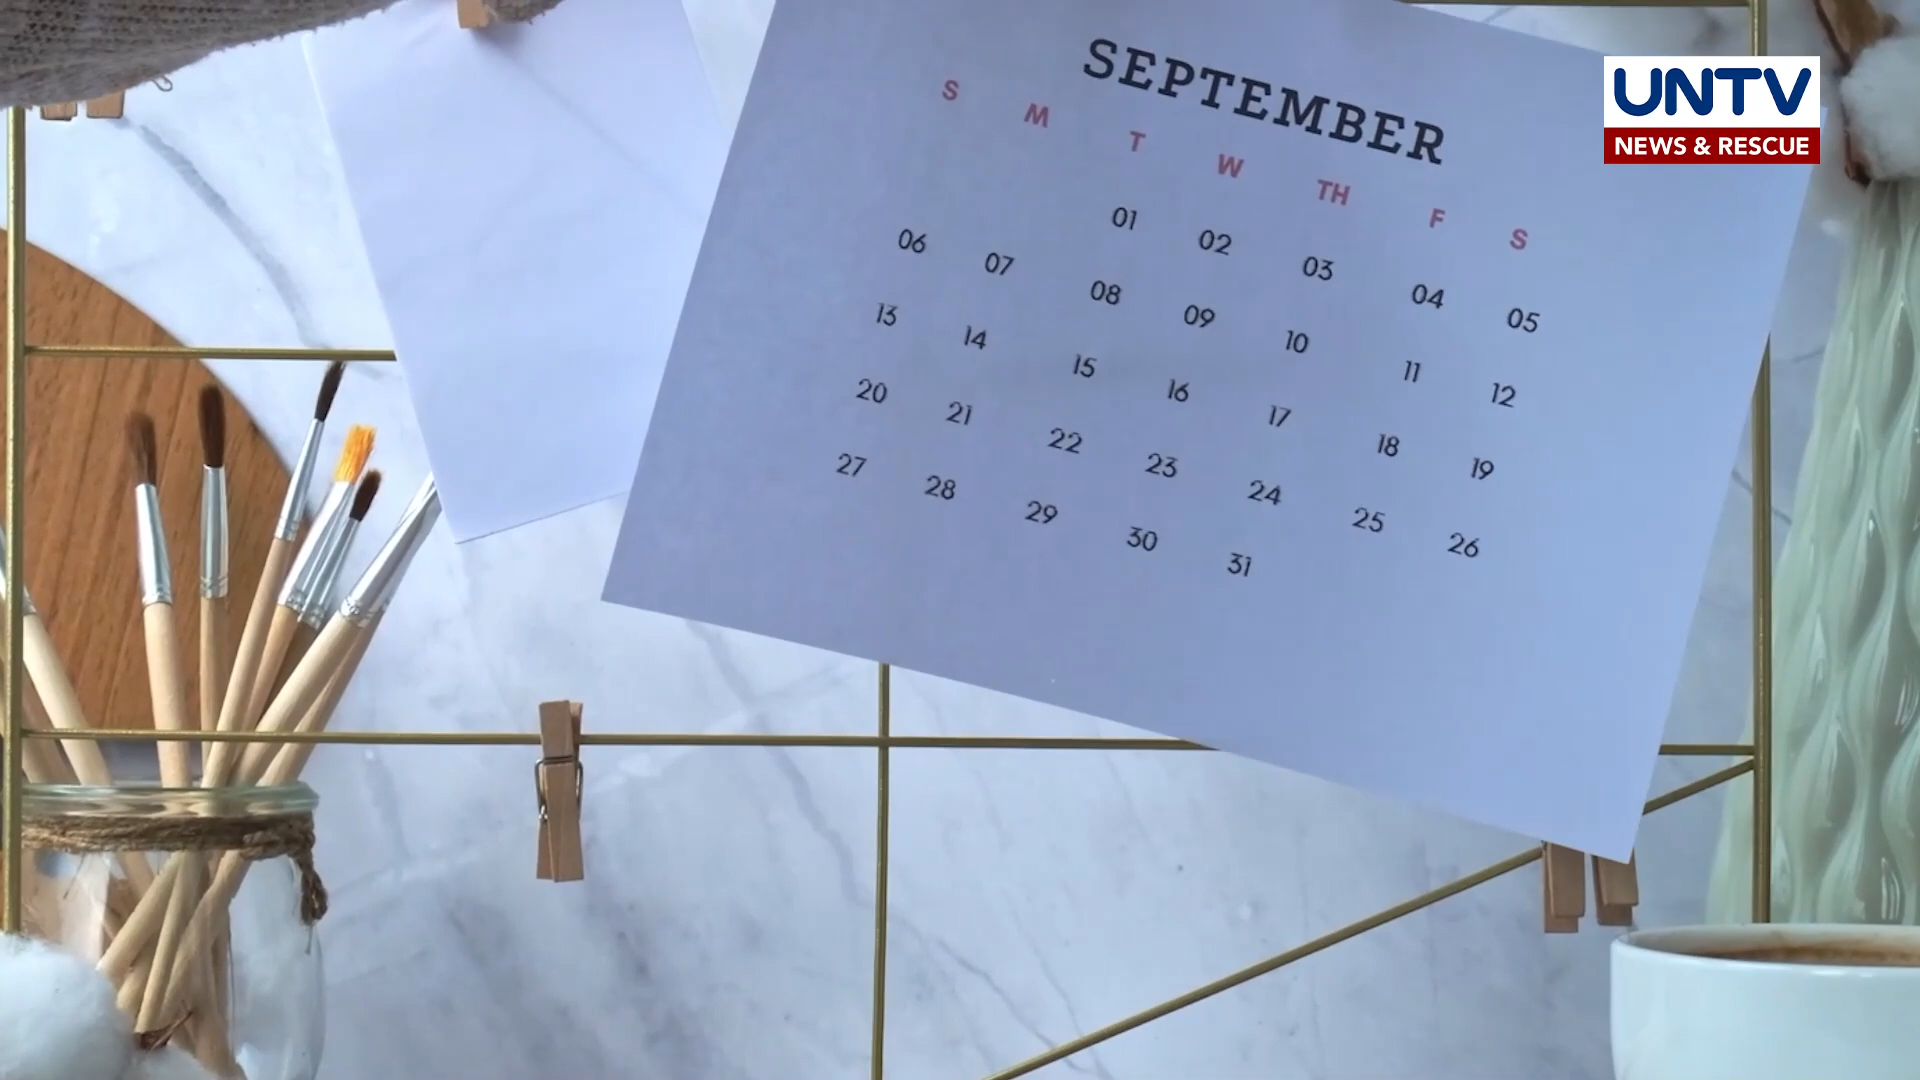 SEPTEMBER
S M T W TH F S
01 02 03 04 05
06 07 08 09 10 11 12
13 14 15 16 17 18 19
20 21 22 23 24 25 26
27 28 29 30 31
UNTV
NEWS & RESCUE